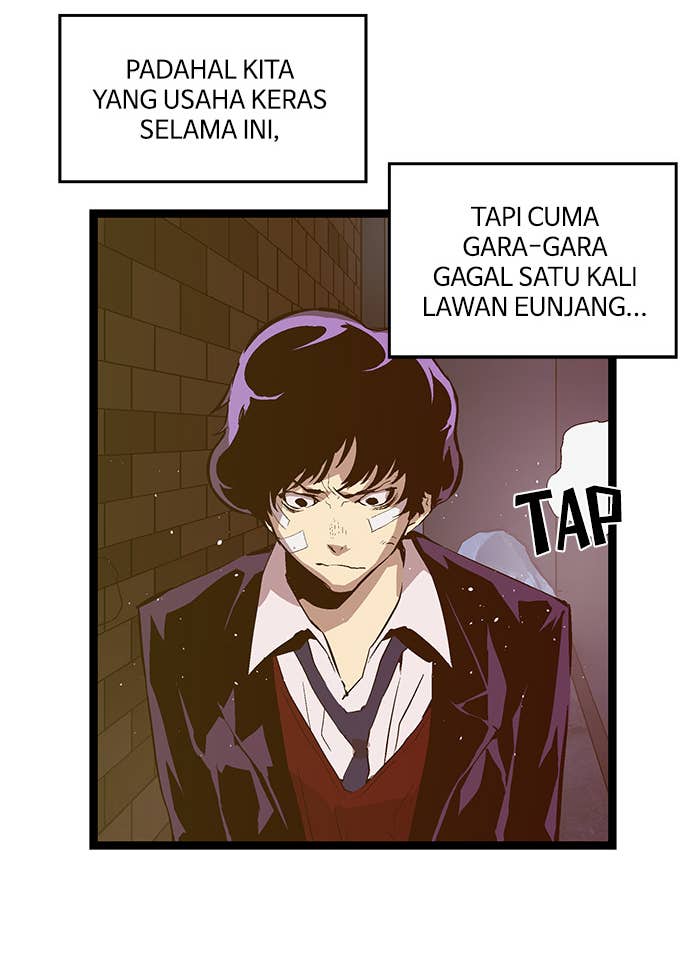 PADAHAL KITA
YANG USAHA KERAS
SELAMA INI,
TAPI CUMA
GARA-GARA
GAGAL SATU KALI
LAWAN EUNJANG...
TAP